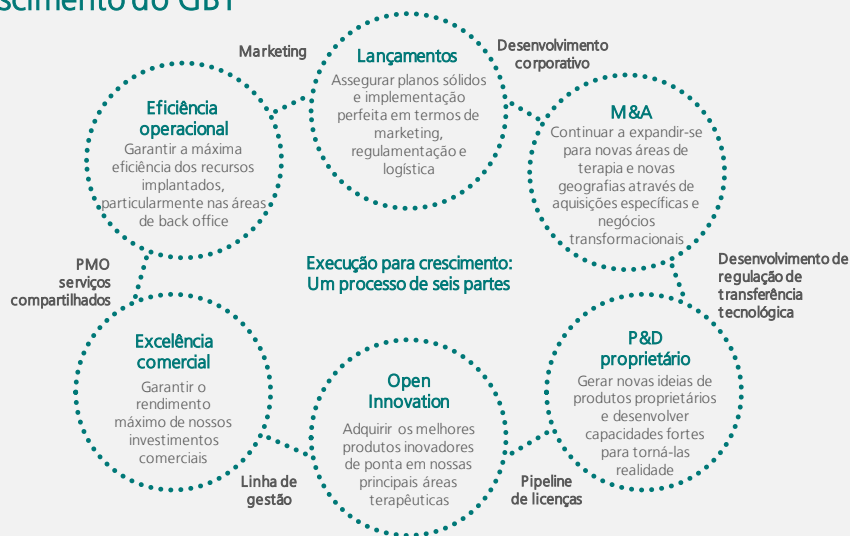 scimento do GBT
Marketing
Lançamentos
Assegurar planos sólidos
e implementação
perfeita em termos de
marketing,
regulamentação e
logística
Desenvolvimento
corporativo
M&A
Continuar a expandir-se
para novas áreas de
terapia e novas
geografias através de
aquisições específicas e
negócios
transformacionais
Eficiência
operacional
Garantir a máxima
eficiência dos recursos
implantados,
particularmente nas áreas
de back office
PMO
serviços
compartilhados
Execução para crescimento:
Um processo de seis partes
Desenvolvimento de
regulação de
transferência
tecnológica
Excelência
comercial
Garantir o
rendimento
máximo de nossos
investimentos
comerciais
Open
Innovation
Adquirir os melhores
produtos inovadores
de ponta em nossas
principais áreas
terapêuticas
P&D
proprietário
Gerar novas ideias de
produtos proprietários
e desenvolver
capacidades fortes
para torná-las
realidade
Linha de
gestão
Pipeline
de licenças